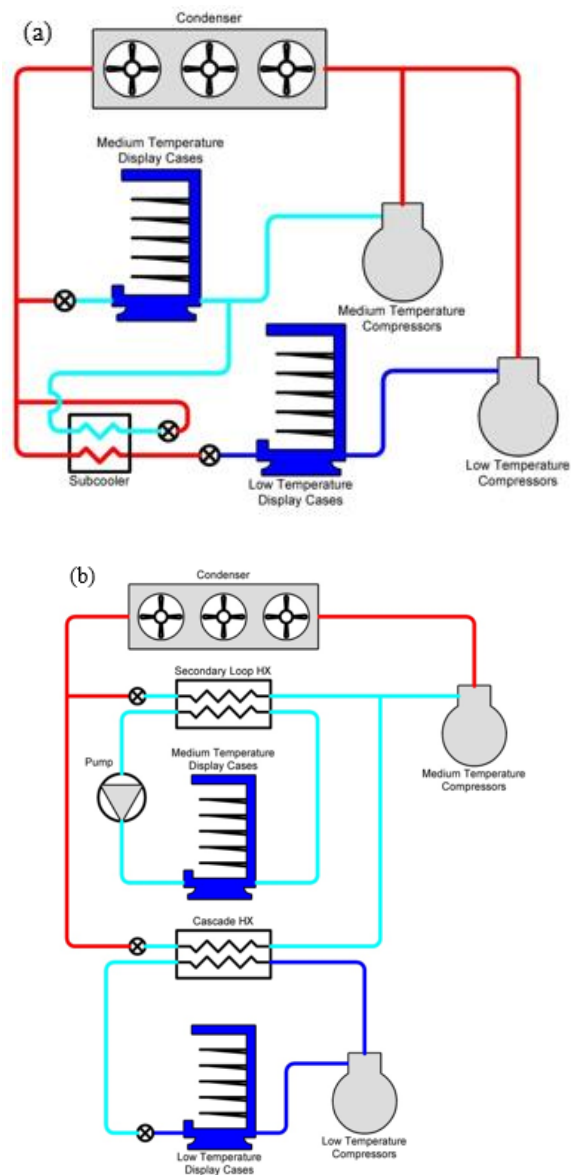 (a)
Condenser
Medium Temperature
Display Cases
Medium Temperature
Compressors
Subcooler
Low Temperature
Display Cases
Low Temperature
Compressors
(b)
Condenser
Secondary Loop HX
Medium Temperature
Compressors
Pump
Medium Temperature
Display Cases
Cascade HX
Low Temperature
Display Cases
Low Temperature
Compressors